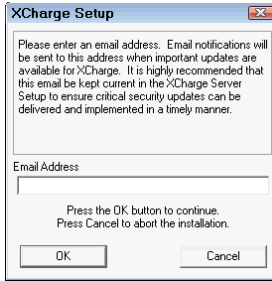 XCharge Setup
Please enter an email address. Email notifications will
be sent to this address when important updates are
available for XCharge. It is highly recommended that
this email be kept current in the XCharge Server
Setup to ensure critical security updates can be
delivered and implemented in a timely manner.
Email Address
Press the OK button to continue.
Press Cancel to abort the installation.
OK
Cancel